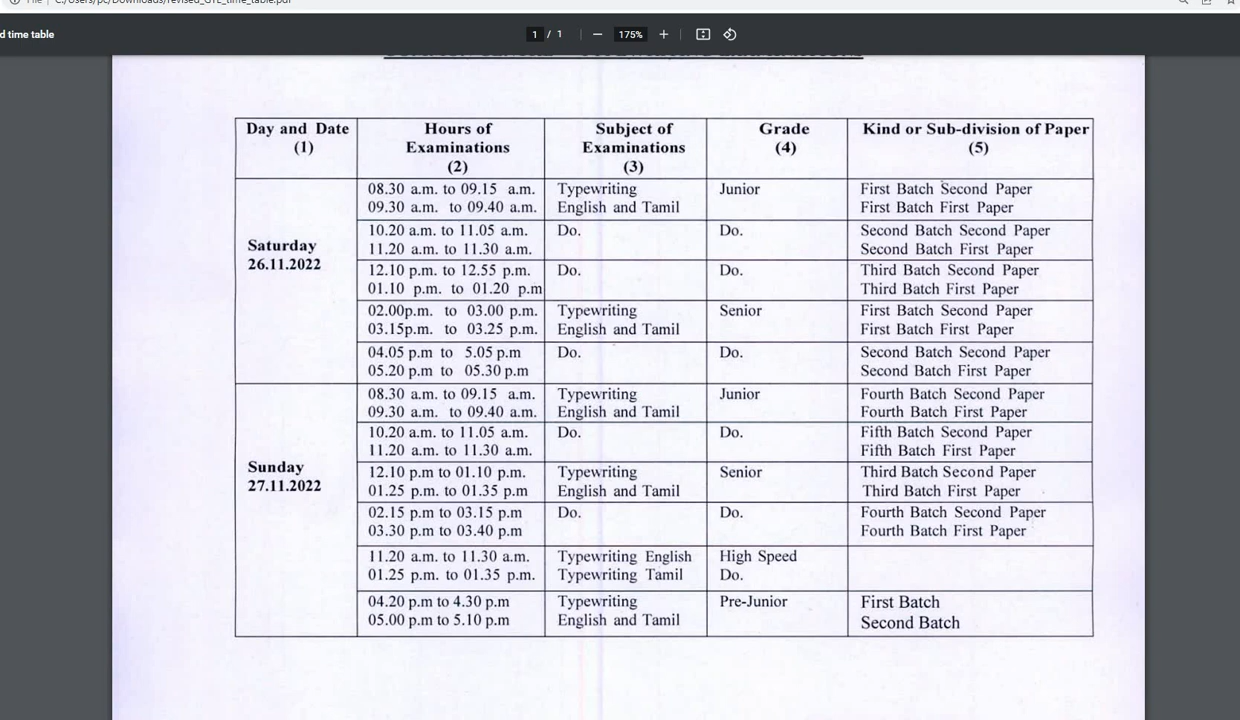 File C:/Users/pc/Downloads/revised_GTE_time_table.pdf
d time table
1 / 1
175%
Day and Date Hours of Subject of Grade Kind or Sub-division of Paper
(1) Examinations Examinations (4) (5)
(2) (3)
08.30 a.m. to 09.15 a.m. Typewriting Junior First Batch Second Paper
09.30 a.m. to 09.40 a.m. English and Tamil First Batch First Paper
10.20 a.m. to 11.05 a.m. Do. Do. Second Batch Second Paper
Saturday 11.20 a.m. to 11.30 a.m. Second Batch First Paper
26.11.2022 12.10 p.m. to 12.55 p.m. Do. Do. Third Batch Second Paper
01.10 p.m. to 01.20 p.m Third Batch First Paper
02.00p.m. to 03.00 p.m. Typewriting Senior First Batch Second Paper
03.15p.m. to 03.25 p.m. English and Tamil First Batch First Paper
04.05 p.m to 5.05 p.m Do. Do. Second Batch Second Paper
05.20 p.m to 05.30 p.m Second Batch First Paper
08.30 a.m. to 09.15 a.m. Typewriting Junior Fourth Batch Second Paper
09.30 a.m. to 09.40 a.m. English and Tamil Fourth Batch First Paper
10.20 a.m. to 11.05 a.m. Do. Do. Fifth Batch Second Paper
11.20 a.m. to 11.30 a.m. Fifth Batch First Paper
Sunday 12.10 p.m to 01.10 p.m. Typewriting Senior Third Batch Second Paper
27.11.2022 01.25 p.m. to 01.35 p.m English and Tamil Third Batch First Paper
02.15 p.m to 03.15 p.m Do. Do. Fourth Batch Second Paper
03.30 p.m to 03.40 p.m Fourth Batch First Paper
11.20 a.m. to 11.30 a.m. Typewriting English High Speed
01.25 p.m. to 01.35 p.m. Typewriting Tamil Do.
04.20 p.m to 4.30 p.m Typewriting Pre-Junior First Batch
05.00 p.m to 5.10 p.m English and Tamil Second Batch